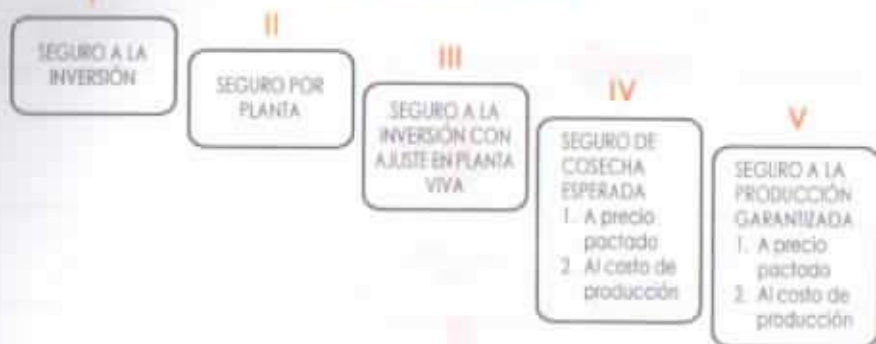 I
SEGURO A LA
INVERSIÓN
II
SEGURO POR
PLANTA
III
SEGURO A LA
INVERSIÓN CON
AJUSTE EN PLANTA
VIVA
IV
SEGURO DE
COSECHA
ESPERADA
1. A precio
pactado
2. Al costo de
producción
V
SEGURO A LA
PRODUCCIÓN
GARANTIZADA
1. A precio
pactado
2. Al costo de
producción